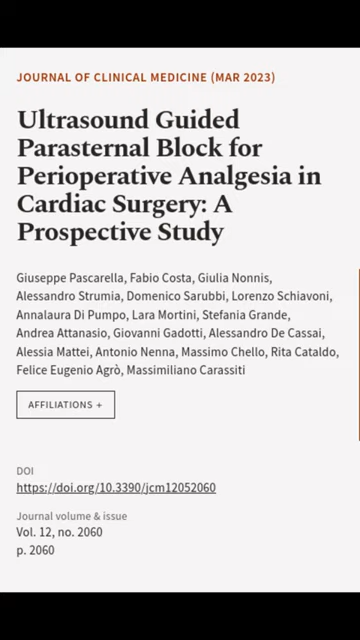 JOURNAL OF CLINICAL MEDICINE (MAR 2023)
Ultrasound Guided
Parasternal Block for
Perioperative Analgesia in
Cardiac Surgery: A
Prospective Study
Giuseppe Pascarella, Fabio Costa, Giulia Nonnis,
Alessandro Strumia, Domenico Sarubbi, Lorenzo Schiavoni,
Annalaura Di Pumpo, Lara Mortini, Stefania Grande,
Andrea Attanasio, Giovanni Gadotti, Alessandro De Cassai,
Alessia Mattei, Antonio Nenna, Massimo Chello, Rita Cataldo,
Felice Eugenio Agrò, Massimiliano Carassiti
AFFILIATIONS +
DOI
https://doi.org/10.3390/jcm12052060
Journal volume & issue
Vol. 12, no. 2060
p. 2060